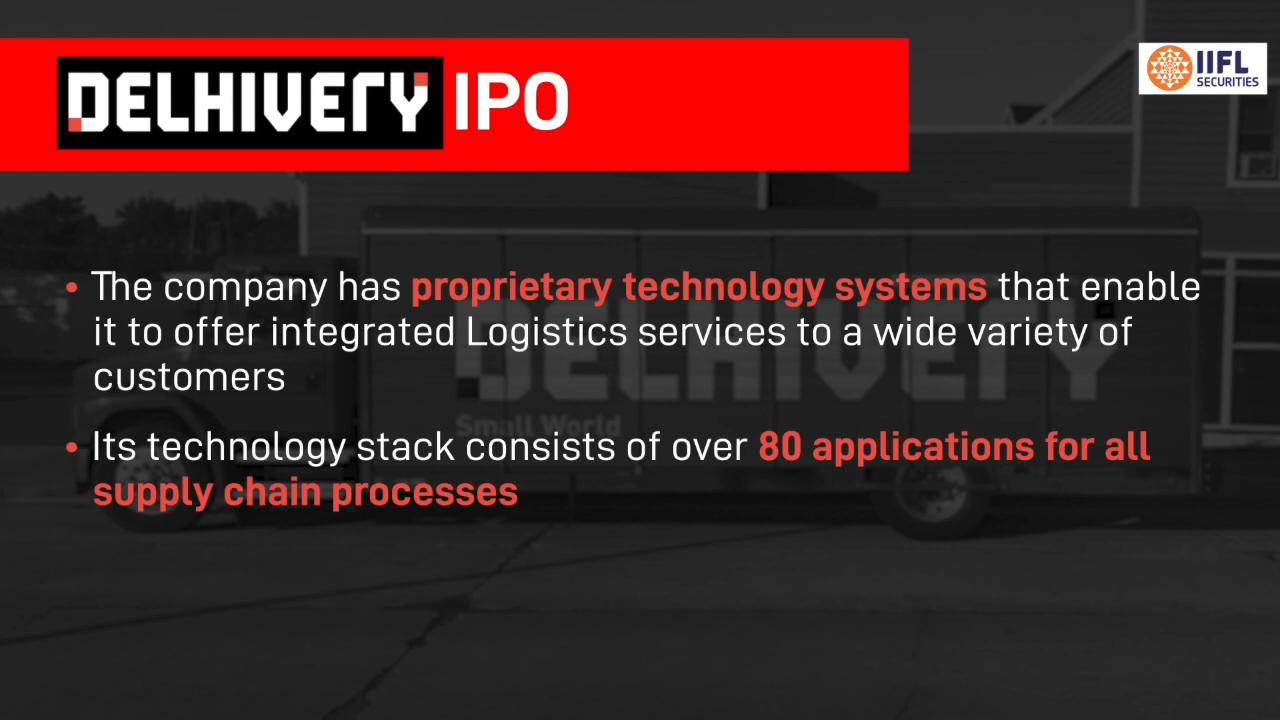 DELHIVERY IPO
IIFL
SECURITIES
• The company has proprietary technology systems that enable
it to offer integrated Logistics services to a wide variety of
customers
DELHIVERY
Small World
• Its technology stack consists of over 80 applications for all
supply chain processes